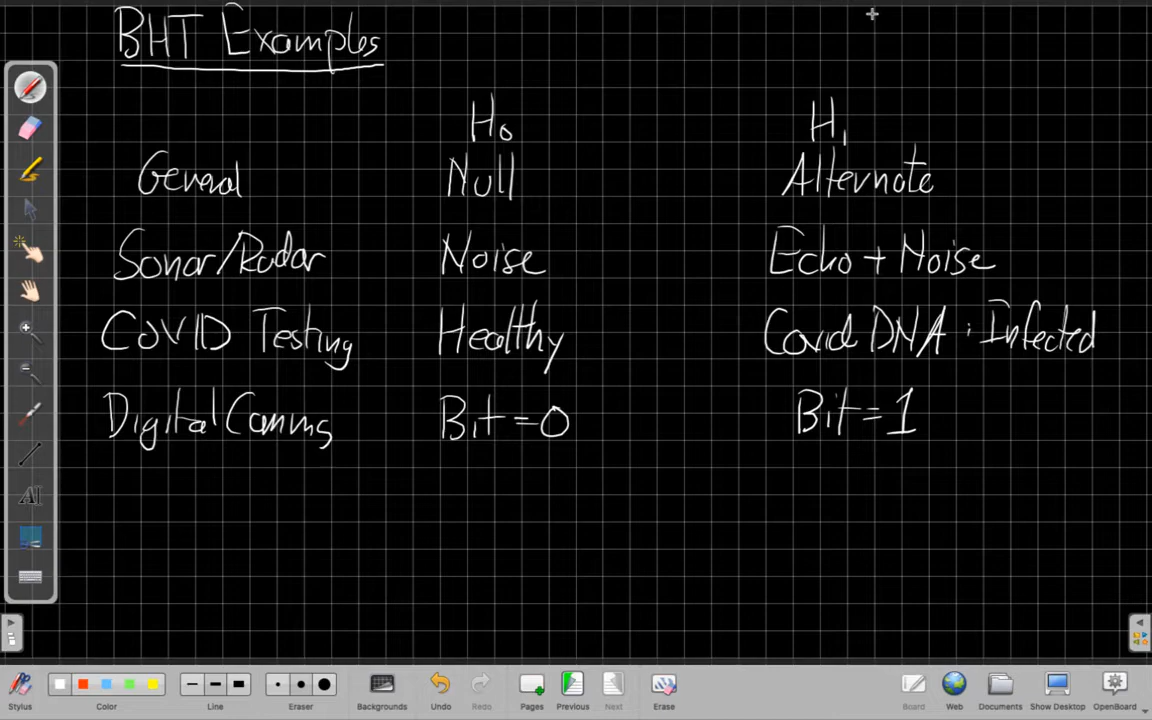 BHT Examples
H₀ H₁
General Null Alternate
Sonar/Radar Noise Echo + Noise
COVID Testing Healthy Covid DNA : Infected
Digital Comms Bit = 0 Bit = 1
AI
Stylus Color Line Eraser Backgrounds Undo Redo Pages Previous Next Erase Board Web Documents Show Desktop OpenBoard